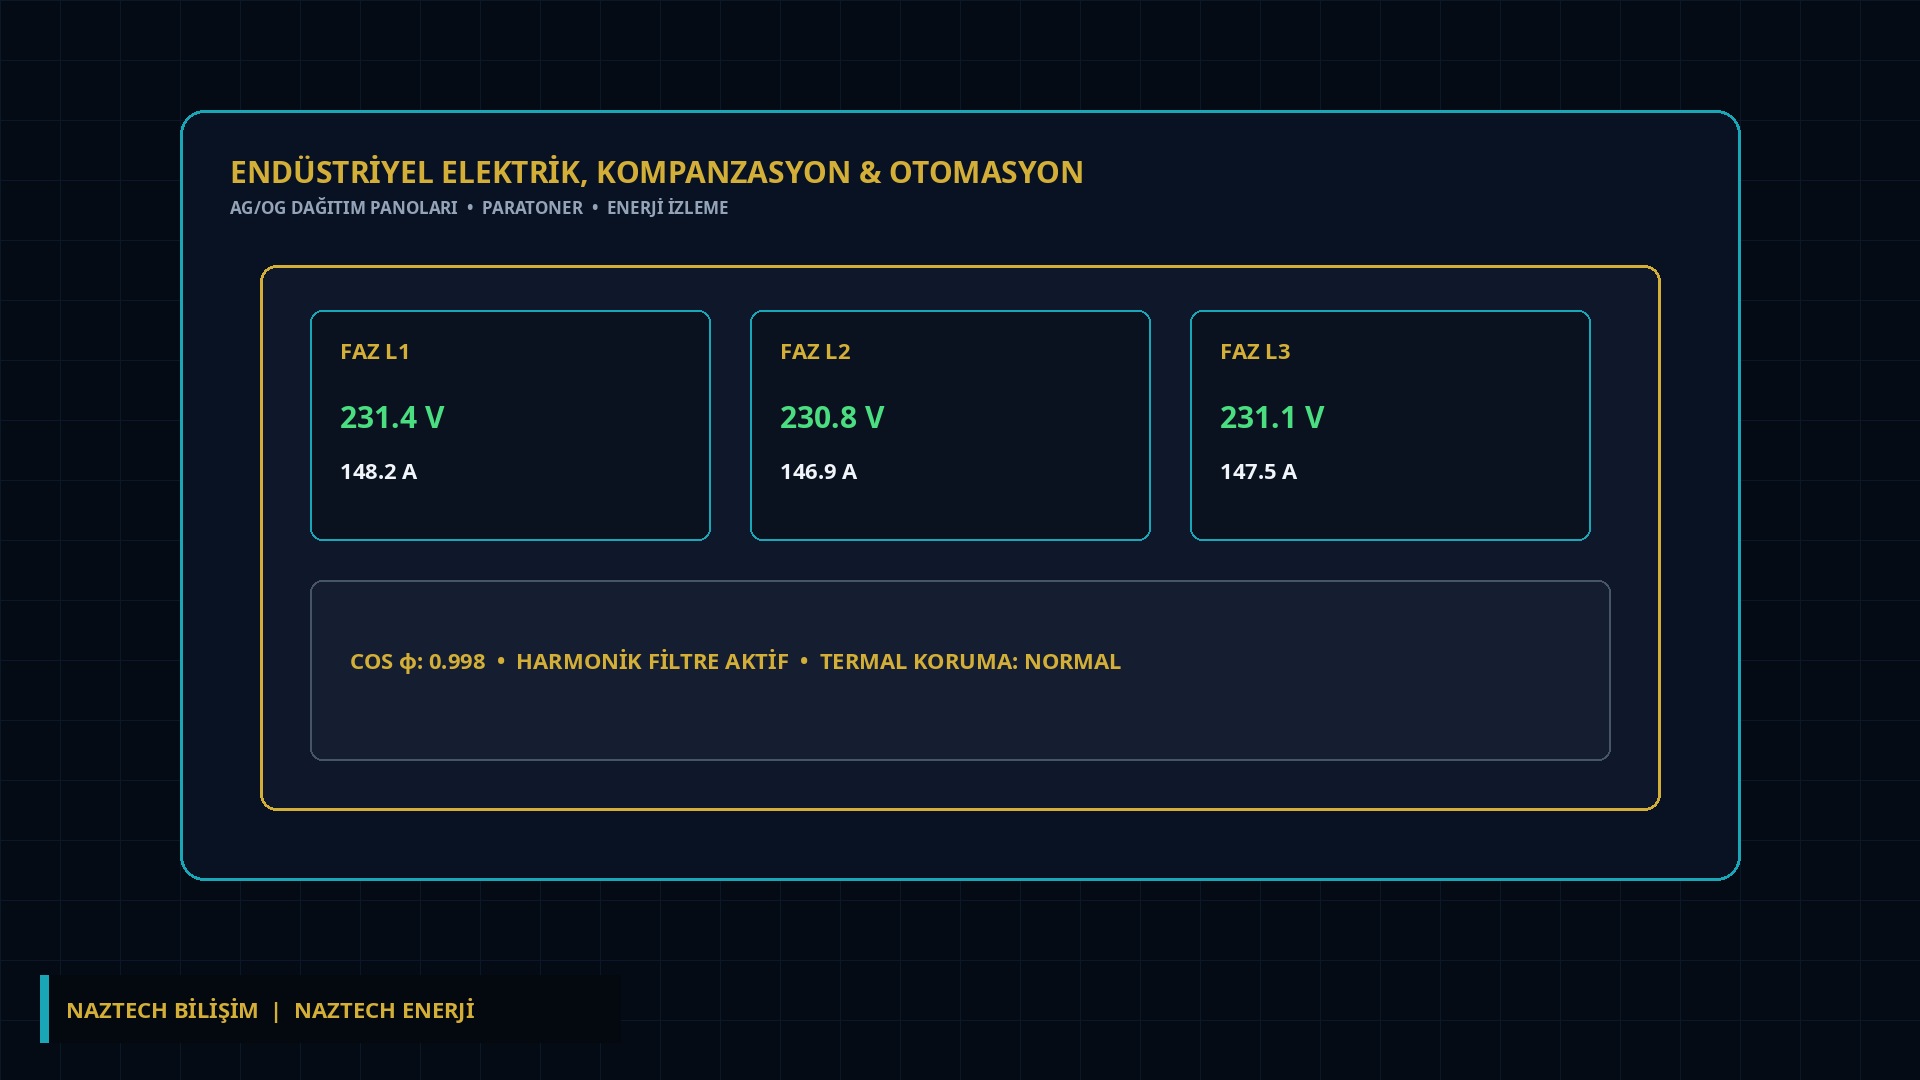 ENDÜSTRİYEL ELEKTRİK, KOMPANZASYON & OTOMASYON
AG/OG DAĞITIM PANOLARI • PARATONER • ENERJİ İZLEME
FAZ L1
231.4 V
148.2 A
FAZ L2
230.8 V
146.9 A
FAZ L3
231.1 V
147.5 A
COS φ: 0.998 • HARMONİK FİLTRE AKTİF • TERMAL KORUMA: NORMAL
NAZTECH BİLİŞİM | NAZTECH ENERJİ